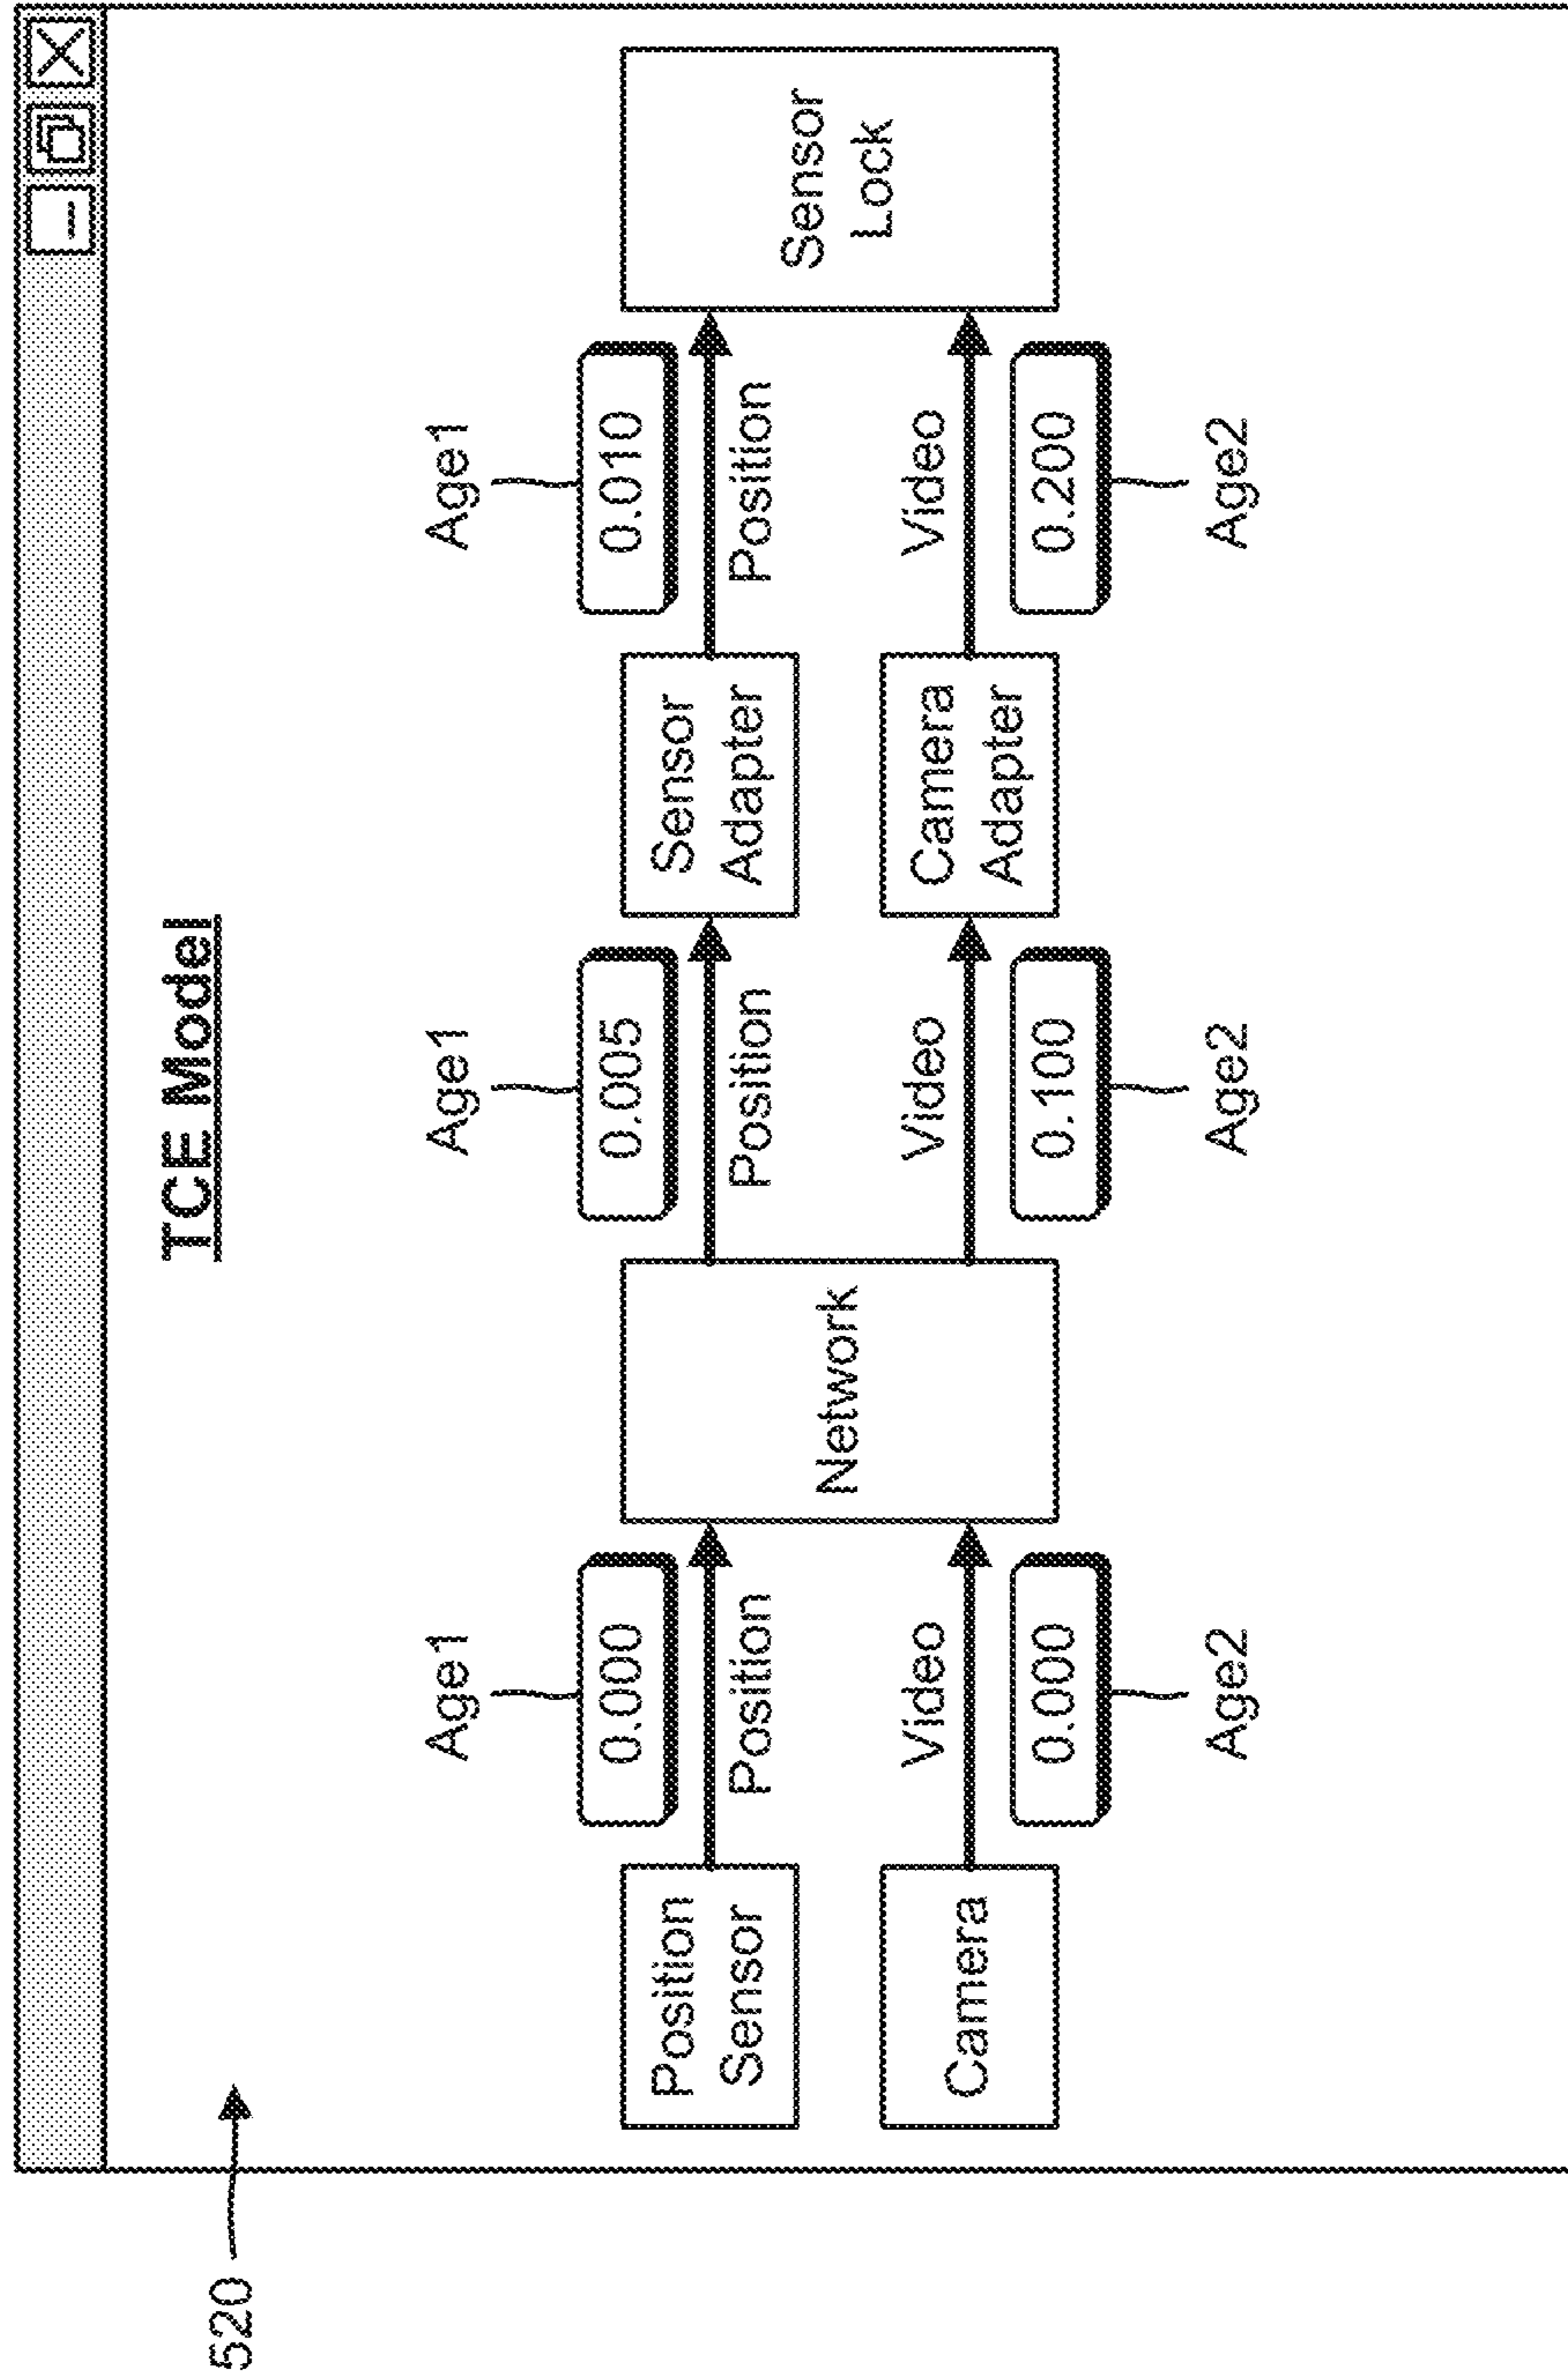 520
TCE Model
Age1
Age1
Age1
0.000
0.005
0.010
Position
Sensor
Position
Position
Sensor
Adapter
Position
Network
Sensor
Lock
Camera
Video
Video
Camera
Adapter
Video
0.000
0.100
0.200
Age2
Age2
Age2